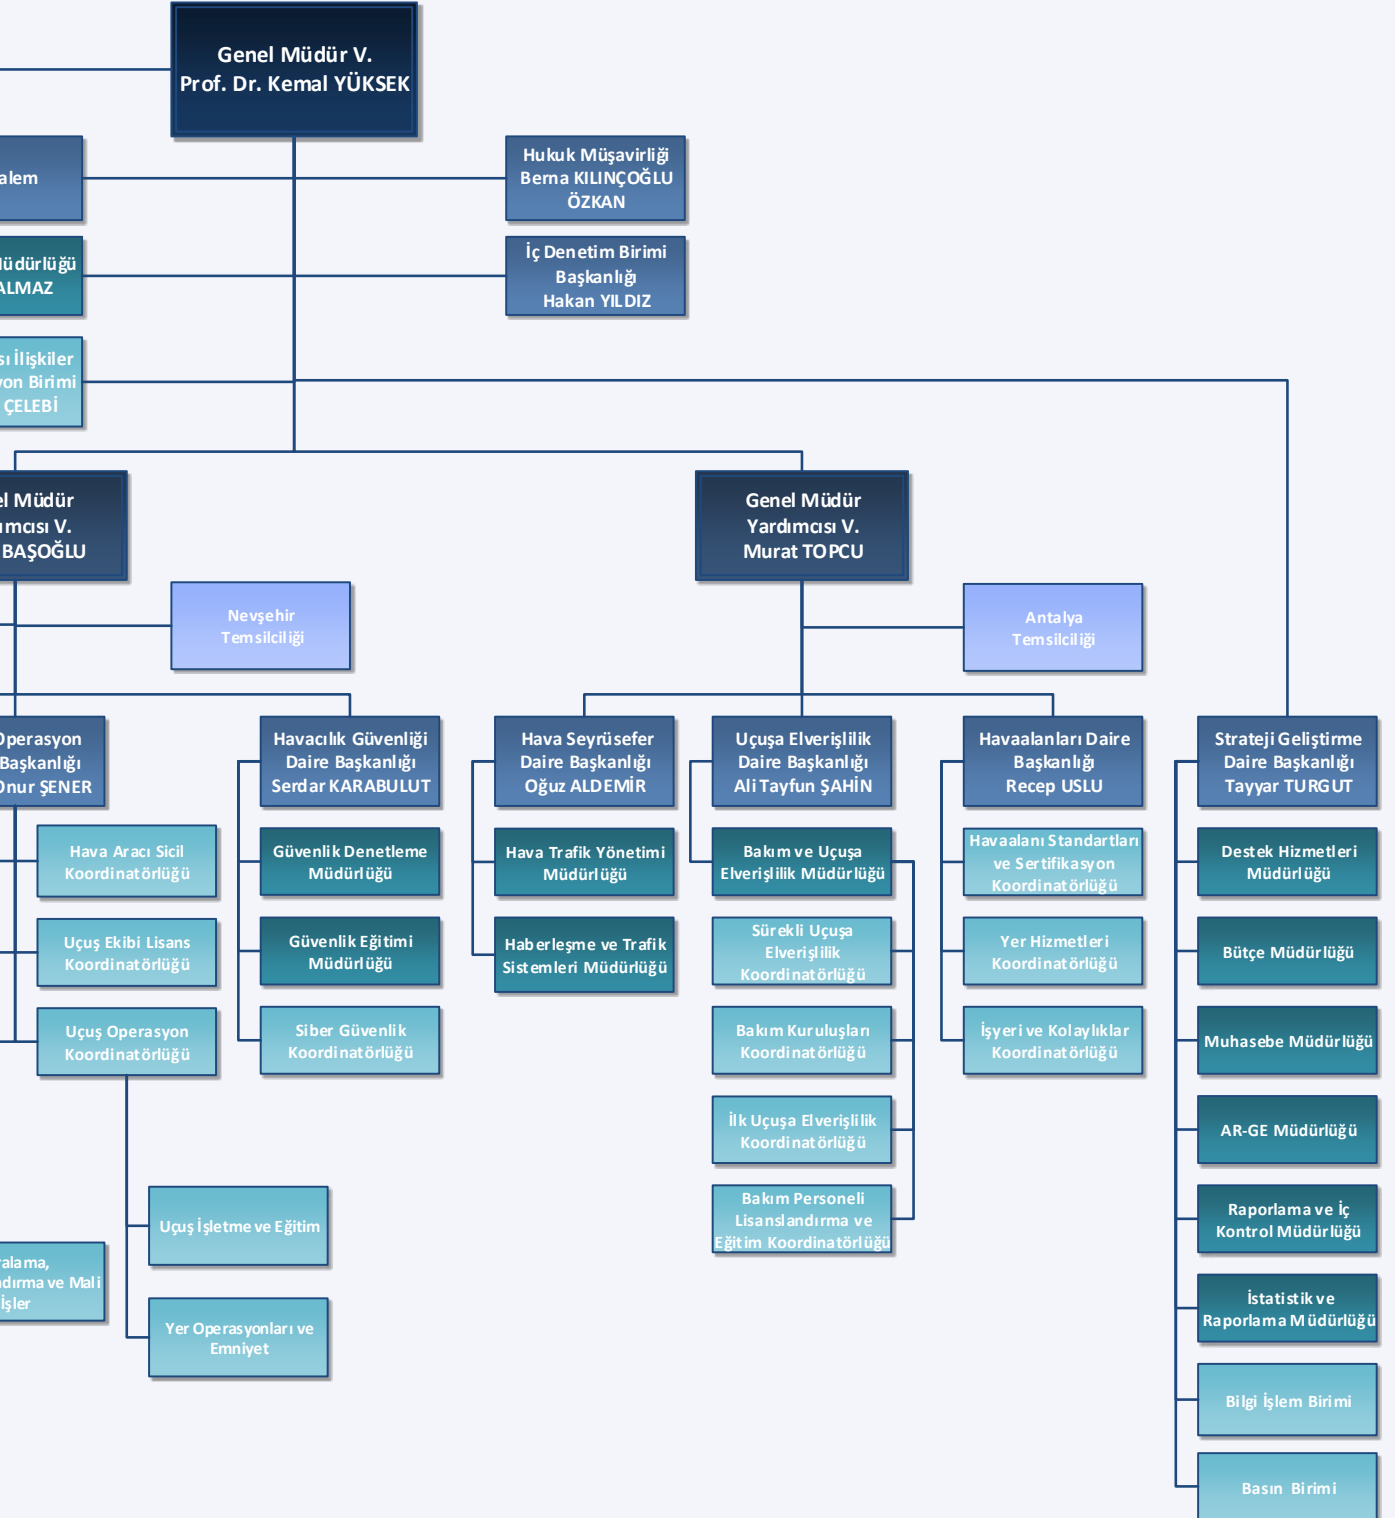 Genel Müdür V.
Prof. Dr. Kemal YÜKSEK
alem
Hukuk Müşavirliği
Berna KILINÇOĞLU
ÖZKAN
üdürlüğü
ALMAZ
İç Denetim Birimi
Başkanlığı
Hakan YILDIZ
sı İlişkiler
yon Birimi
ÇELEBİ
el Müdür
ımcısı V.
BAŞOĞLU
Genel Müdür
Yardımcısı V.
Murat TOPCU
Nevşehir
Temsilciliği
Antalya
Temsilciliği
Operasyon
Başkanlığı
Onur ŞENER
Havacılık Güvenliği
Daire Başkanlığı
Serdar KARABULUT
Hava Seyrüsefer
Daire Başkanlığı
Oğuz ALDEMİR
Uçuşa Elverişlilik
Daire Başkanlığı
Ali Tayfun ŞAHİN
Havaalanları Daire
Başkanlığı
Recep USLU
Strateji Geliştirme
Daire Başkanlığı
Tayyar TURGUT
Hava Aracı Sicil
Koordinatörlüğü
Güvenlik Denetleme
Müdürlüğü
Hava Trafik Yönetimi
Müdürlüğü
Bakım ve Uçuşa
Elverişlilik Müdürlüğü
Havaalanı Standartları
ve Sertifikasyon
Koordinatörlüğü
Destek Hizmetleri
Müdürlüğü
Uçuş Ekibi Lisans
Koordinatörlüğü
Güvenlik Eğitimi
Müdürlüğü
Haberleşme ve Trafik
Sistemleri Müdürlüğü
Sürekli Uçuşa
Elverişlilik
Koordinatörlüğü
Yer Hizmetleri
Koordinatörlüğü
Bütçe Müdürlüğü
Uçuş Operasyon
Koordinatörlüğü
Siber Güvenlik
Koordinatörlüğü
Bakım Kuruluşları
Koordinatörlüğü
İşyeri ve Kolaylıklar
Koordinatörlüğü
Muhasebe Müdürlüğü
İlk Uçuşa Elverişlilik
Koordinatörlüğü
AR-GE Müdürlüğü
Uçuş İşletme ve Eğitim
Bakım Personeli
Lisanslandırma ve
Eğitim Koordinatörlüğü
Raporlama ve İç
Kontrol Müdürlüğü
alama,
dırma ve Mali
İşler
Yer Operasyonları ve
Emniyet
İstatistik ve
Raporlama Müdürlüğü
Bilgi İşlem Birimi
Basın Birimi